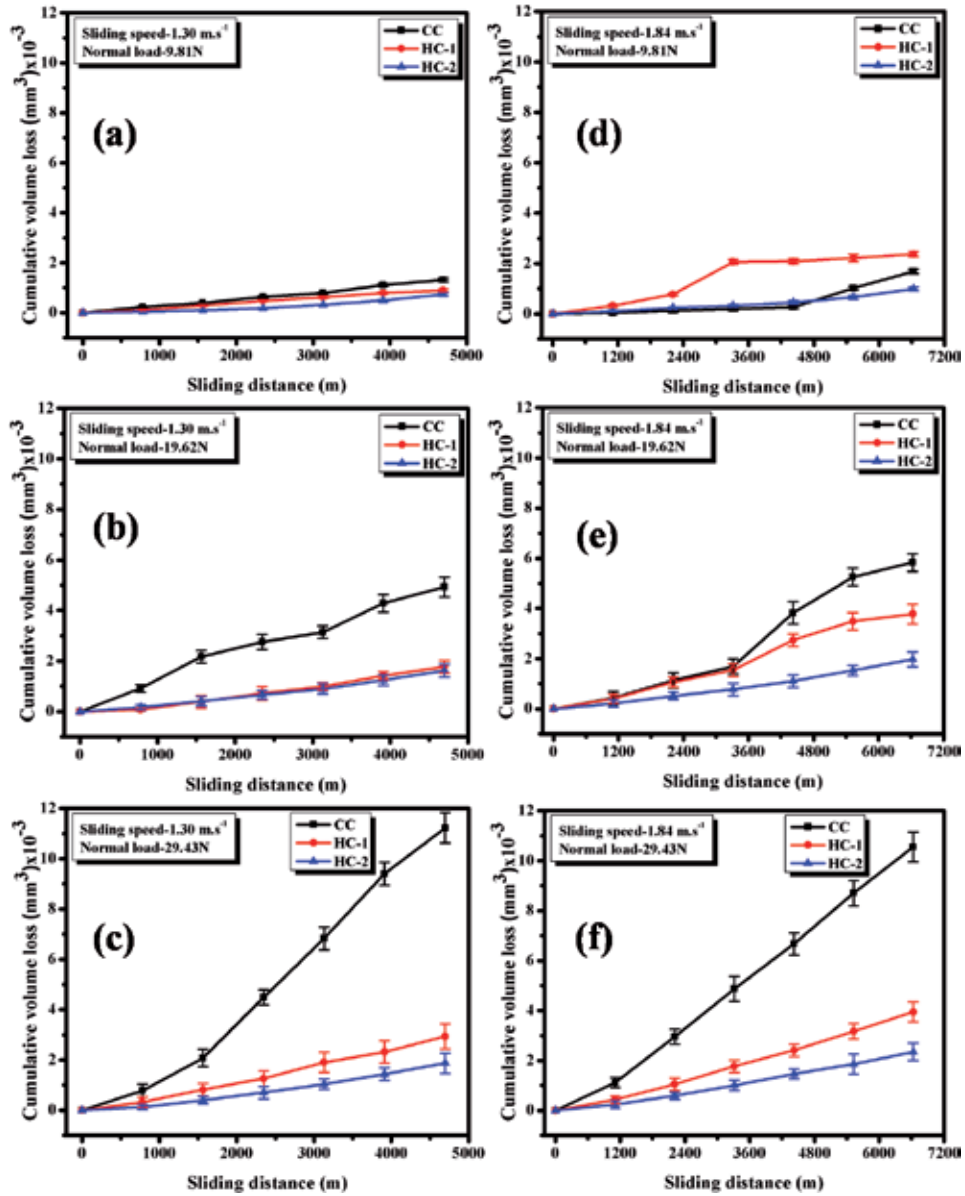 Sliding speed-1.30 m.s⁻¹
Normal load-9.81N
CC
HC-1
HC-2
(a)
Cumulative volume loss (mm³)x10⁻³
0 2 4 6 8 10 12
0 1000 2000 3000 4000 5000
Sliding distance (m)
Sliding speed-1.84 m.s⁻¹
Normal load-9.81N
CC
HC-1
HC-2
(d)
Cumulative volume loss (mm³)x10⁻³
0 2 4 6 8 10 12
0 1200 2400 3600 4800 6000 7200
Sliding distance (m)
Sliding speed-1.30 m.s⁻¹
Normal load-19.62N
CC
HC-1
HC-2
(b)
Cumulative volume loss (mm³)x10⁻³
0 2 4 6 8 10 12
0 1000 2000 3000 4000 5000
Sliding distance (m)
Sliding speed-1.84 m.s⁻¹
Normal load-19.62N
CC
HC-1
HC-2
(e)
Cumulative volume loss (mm³)x10⁻³
0 2 4 6 8 10 12
0 1200 2400 3600 4800 6000 7200
Sliding distance (m)
Sliding speed-1.30 m.s⁻¹
Normal load-29.43N
CC
HC-1
HC-2
(c)
Cumulative volume loss (mm³)x10⁻³
0 2 4 6 8 10 12
0 1000 2000 3000 4000 5000
Sliding distance (m)
Sliding speed-1.84 m.s⁻¹
Normal load-29.43N
CC
HC-1
HC-2
(f)
Cumulative volume loss (mm³)x10⁻³
0 2 4 6 8 10 12
0 1200 2400 3600 4800 6000 7200
Sliding distance (m)